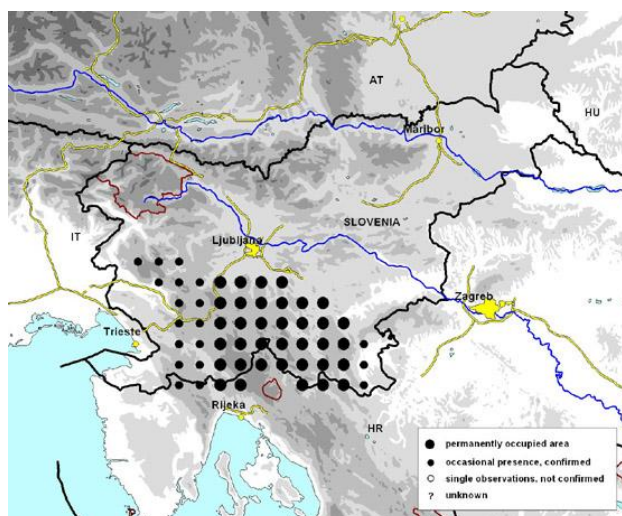 AT
HU
Maribor
SLOVENIA
IT
Ljubljana
Zagreb
Trieste
Rijeka
HR
permanently occupied area
occasional presence, confirmed
single observations, not confirmed
? unknown